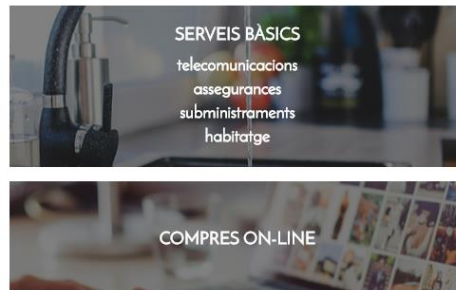 SERVEIS BÀSICS
telecomunicacions
assegurances
subministraments
habitatge
COMPRES ON-LINE